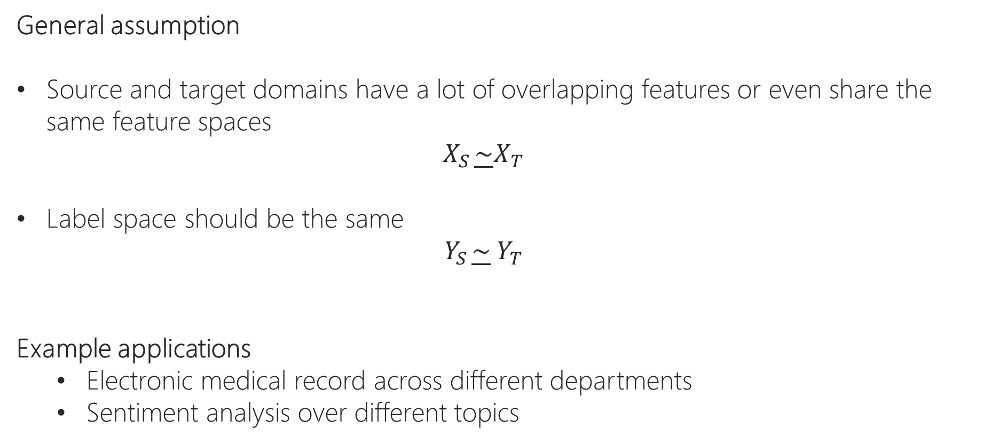 General assumption
• Source and target domains have a lot of overlapping features or even share the
same feature spaces
X_S ≃ X_T
• Label space should be the same
Y_S ≃ Y_T
Example applications
• Electronic medical record across different departments
• Sentiment analysis over different topics